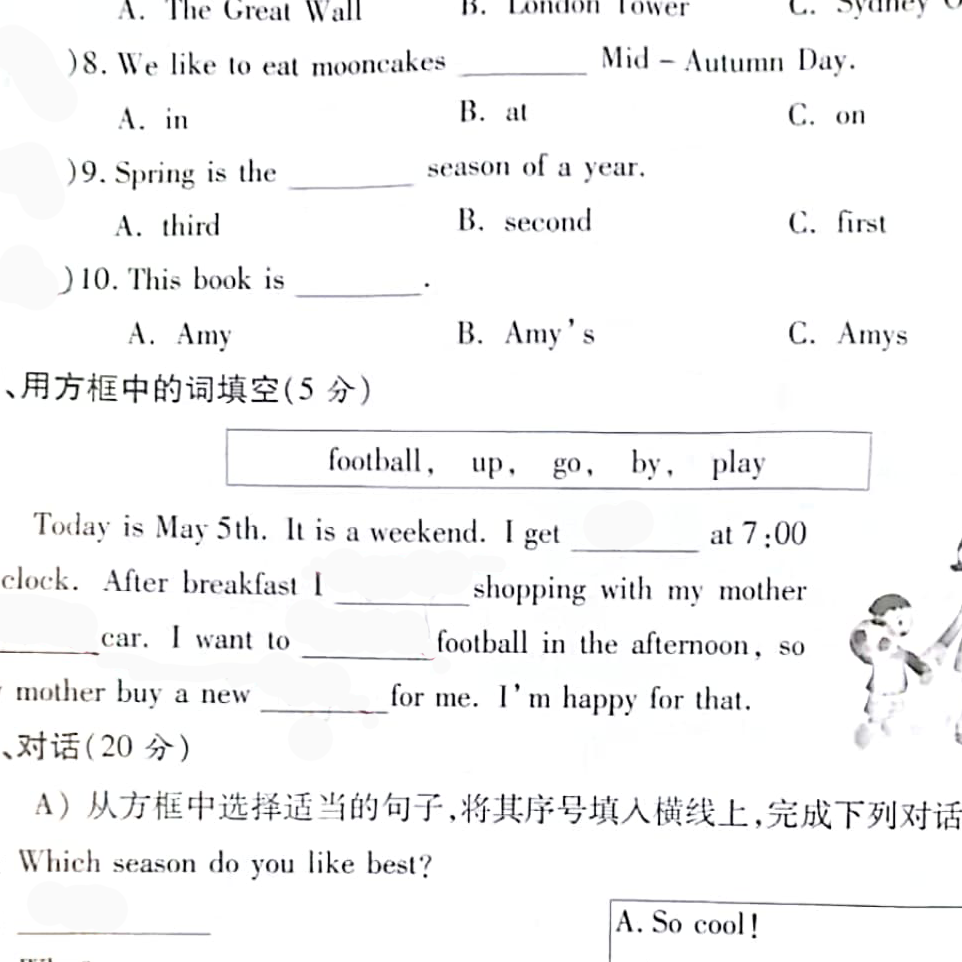 A. The Great Wall B. London Tower C. Sydney
)8. We like to eat mooncakes ________ Mid – Autumn Day.
A. in B. at C. on
)9. Spring is the ________ season of a year.
A. third B. second C. first
)10. This book is ________.
A. Amy B. Amy's C. Amys
、用方框中的词填空(5 分)
football, up, go, by, play
Today is May 5th. It is a weekend. I get ________ at 7:00
clock. After breakfast I ________ shopping with my mother
________ car. I want to ________ football in the afternoon, so
mother buy a new ________ for me. I'm happy for that.
、对话(20 分)
A) 从方框中选择适当的句子,将其序号填入横线上,完成下列对话
Which season do you like best?
A. So cool!